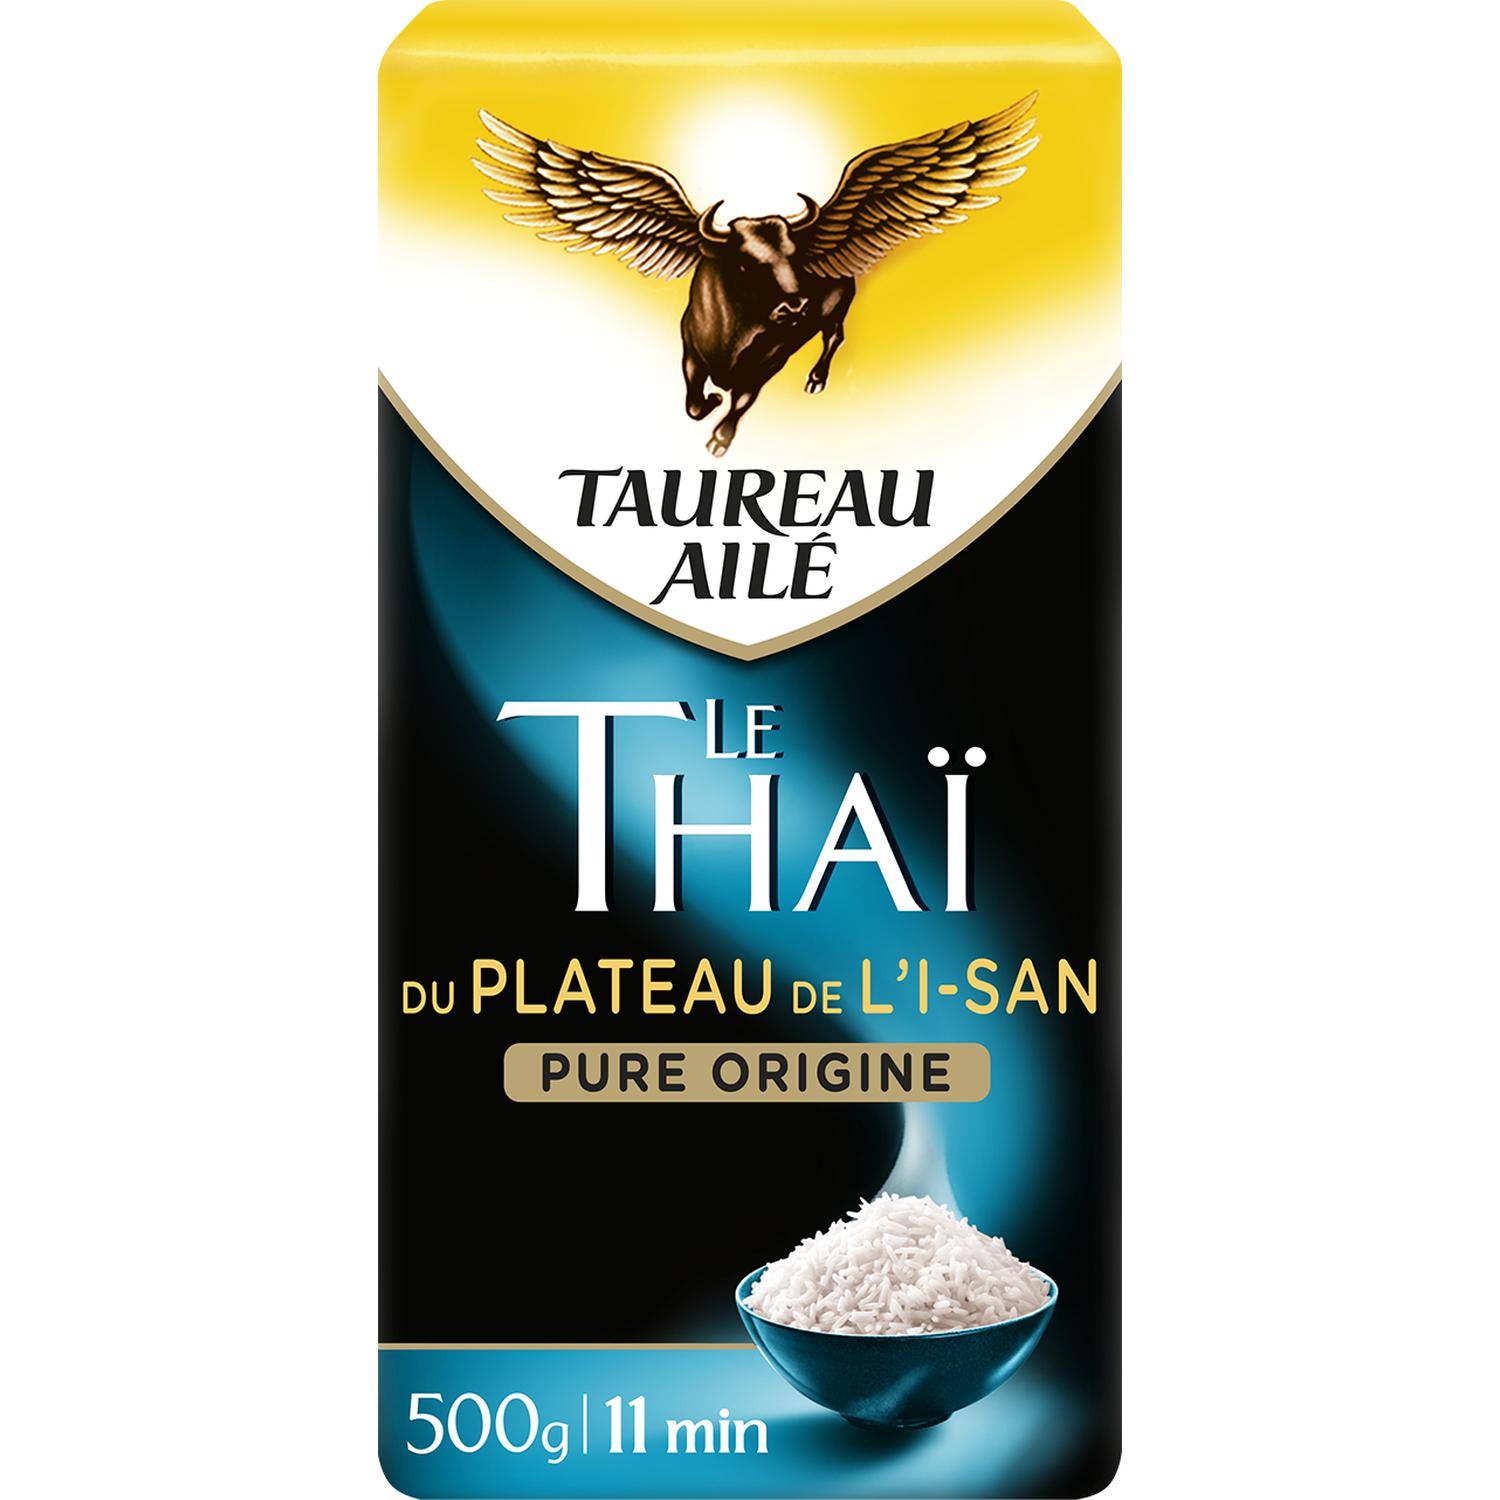 TAUREAU
AILÉ
LE
THAÏ
DU PLATEAU DE L'I-SAN
PURE ORIGINE
500g | 11 min